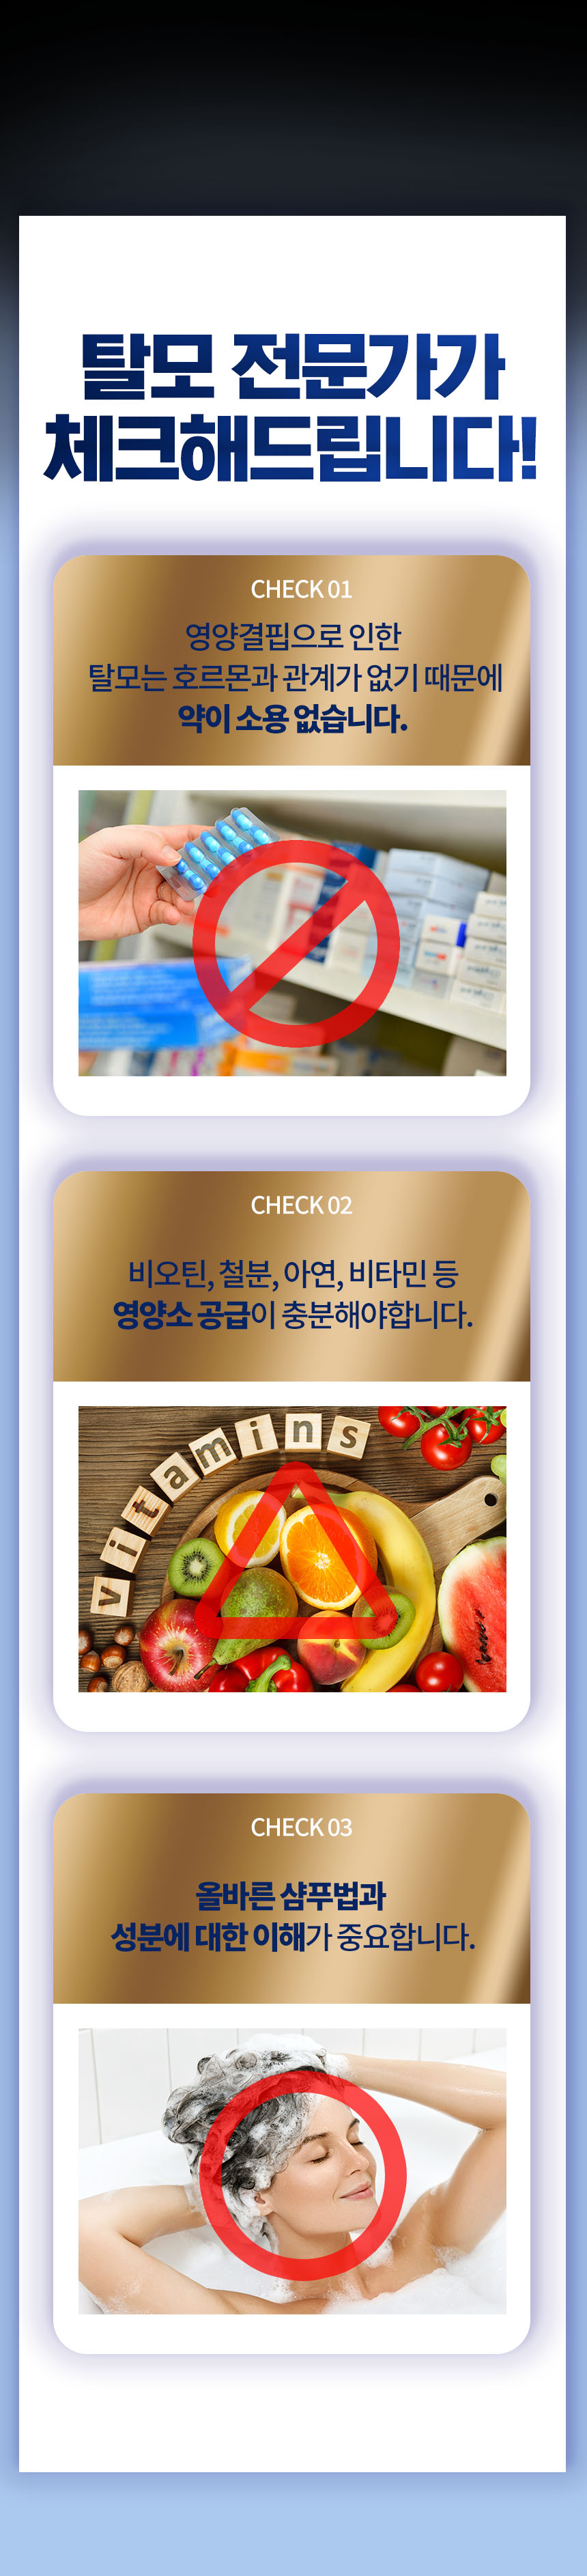 탈모 전문가가
체크해드립니다!
CHECK 01
영양결핍으로 인한
탈모는 호르몬과 관계가 없기 때문에
약이 소용 없습니다.
CHECK 02
비오틴, 철분, 아연, 비타민 등
영양소 공급이 충분해야합니다.
vitamins
CHECK 03
올바른 샴푸법과
성분에 대한 이해가 중요합니다.